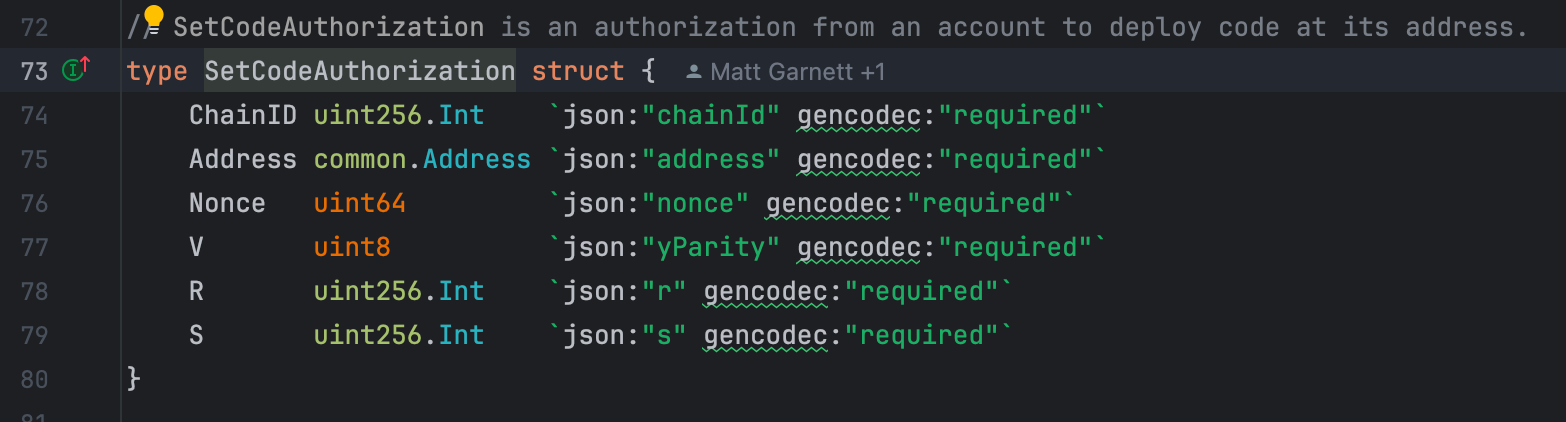 72 // SetCodeAuthorization is an authorization from an account to deploy code at its address.
73 type SetCodeAuthorization struct { Matt Garnett +1
74 ChainID uint256.Int `json:"chainId" gencodec:"required"`
75 Address common.Address `json:"address" gencodec:"required"`
76 Nonce uint64 `json:"nonce" gencodec:"required"`
77 V uint8 `json:"yParity" gencodec:"required"`
78 R uint256.Int `json:"r" gencodec:"required"`
79 S uint256.Int `json:"s" gencodec:"required"`
80 }
81